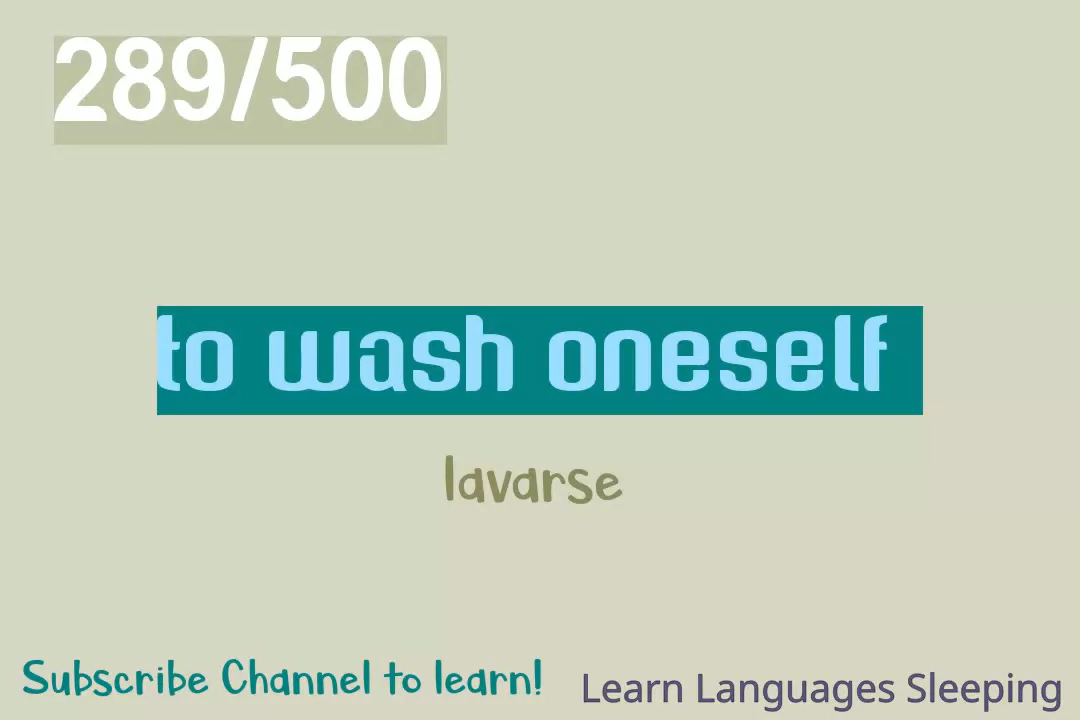 289/500
to wash oneself
lavarse
Subscribe Channel to learn!
Learn Languages Sleeping